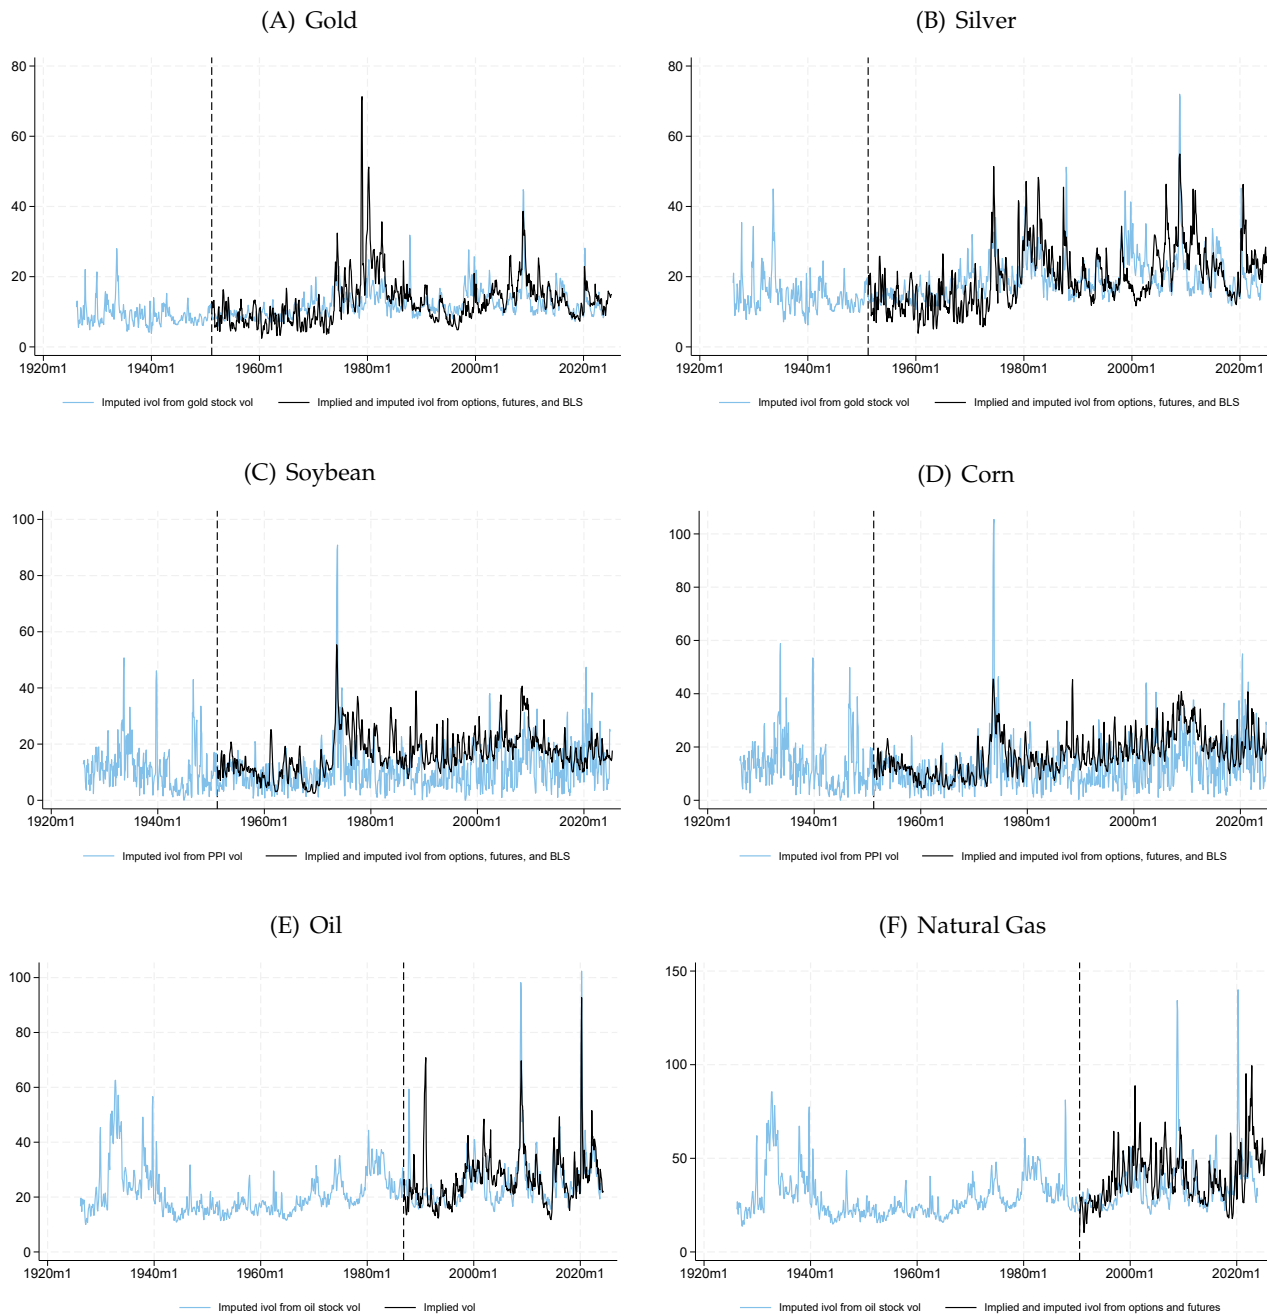 (A) Gold
80
60
40
20
0
1920m1 1940m1 1960m1 1980m1 2000m1 2020m1
Imputed ivol from gold stock vol Implied and imputed ivol from options, futures, and BLS
(B) Silver
80
60
40
20
0
1920m1 1940m1 1960m1 1980m1 2000m1 2020m1
Imputed ivol from gold stock vol Implied and imputed ivol from options, futures, and BLS
(C) Soybean
100
80
60
40
20
0
1920m1 1940m1 1960m1 1980m1 2000m1 2020m1
Imputed ivol from PPI vol Implied and imputed ivol from options, futures, and BLS
(D) Corn
100
80
60
40
20
0
1920m1 1940m1 1960m1 1980m1 2000m1 2020m1
Imputed ivol from PPI vol Implied and imputed ivol from options, futures, and BLS
(E) Oil
100
80
60
40
20
0
1920m1 1940m1 1960m1 1980m1 2000m1 2020m1
Imputed ivol from oil stock vol Implied vol
(F) Natural Gas
150
100
50
0
1920m1 1940m1 1960m1 1980m1 2000m1 2020m1
Imputed ivol from oil stock vol Implied and imputed ivol from options and futures